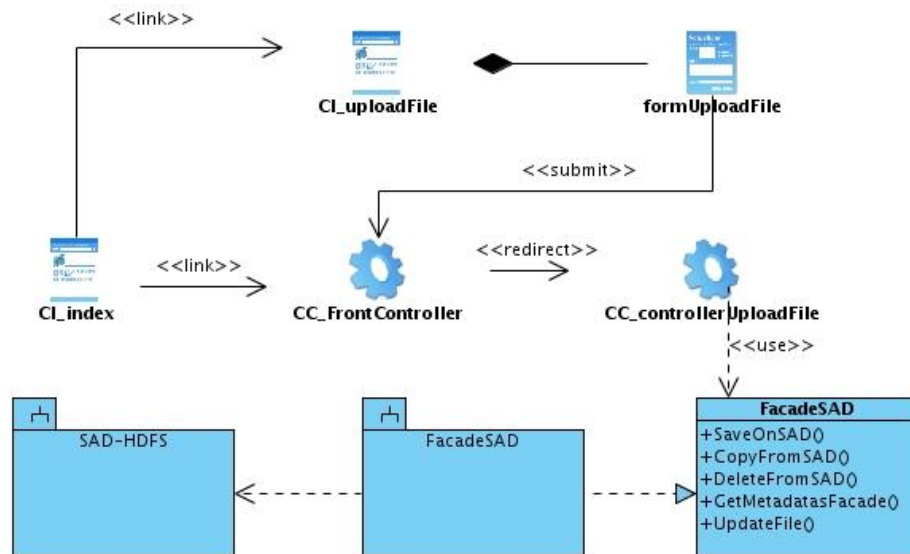 <<link>>
CI_uploadFile
formUploadFile
<<submit>>
<<link>>
<<redirect>>
CI_index
CC_FrontController
CC_controllerUploadFile
<<use>>
SAD-HDFS
FacadeSAD
FacadeSAD
+SaveOnSAD()
+CopyFromSAD()
+DeleteFromSAD()
+GetMetadatasFacade()
+UpdateFile()